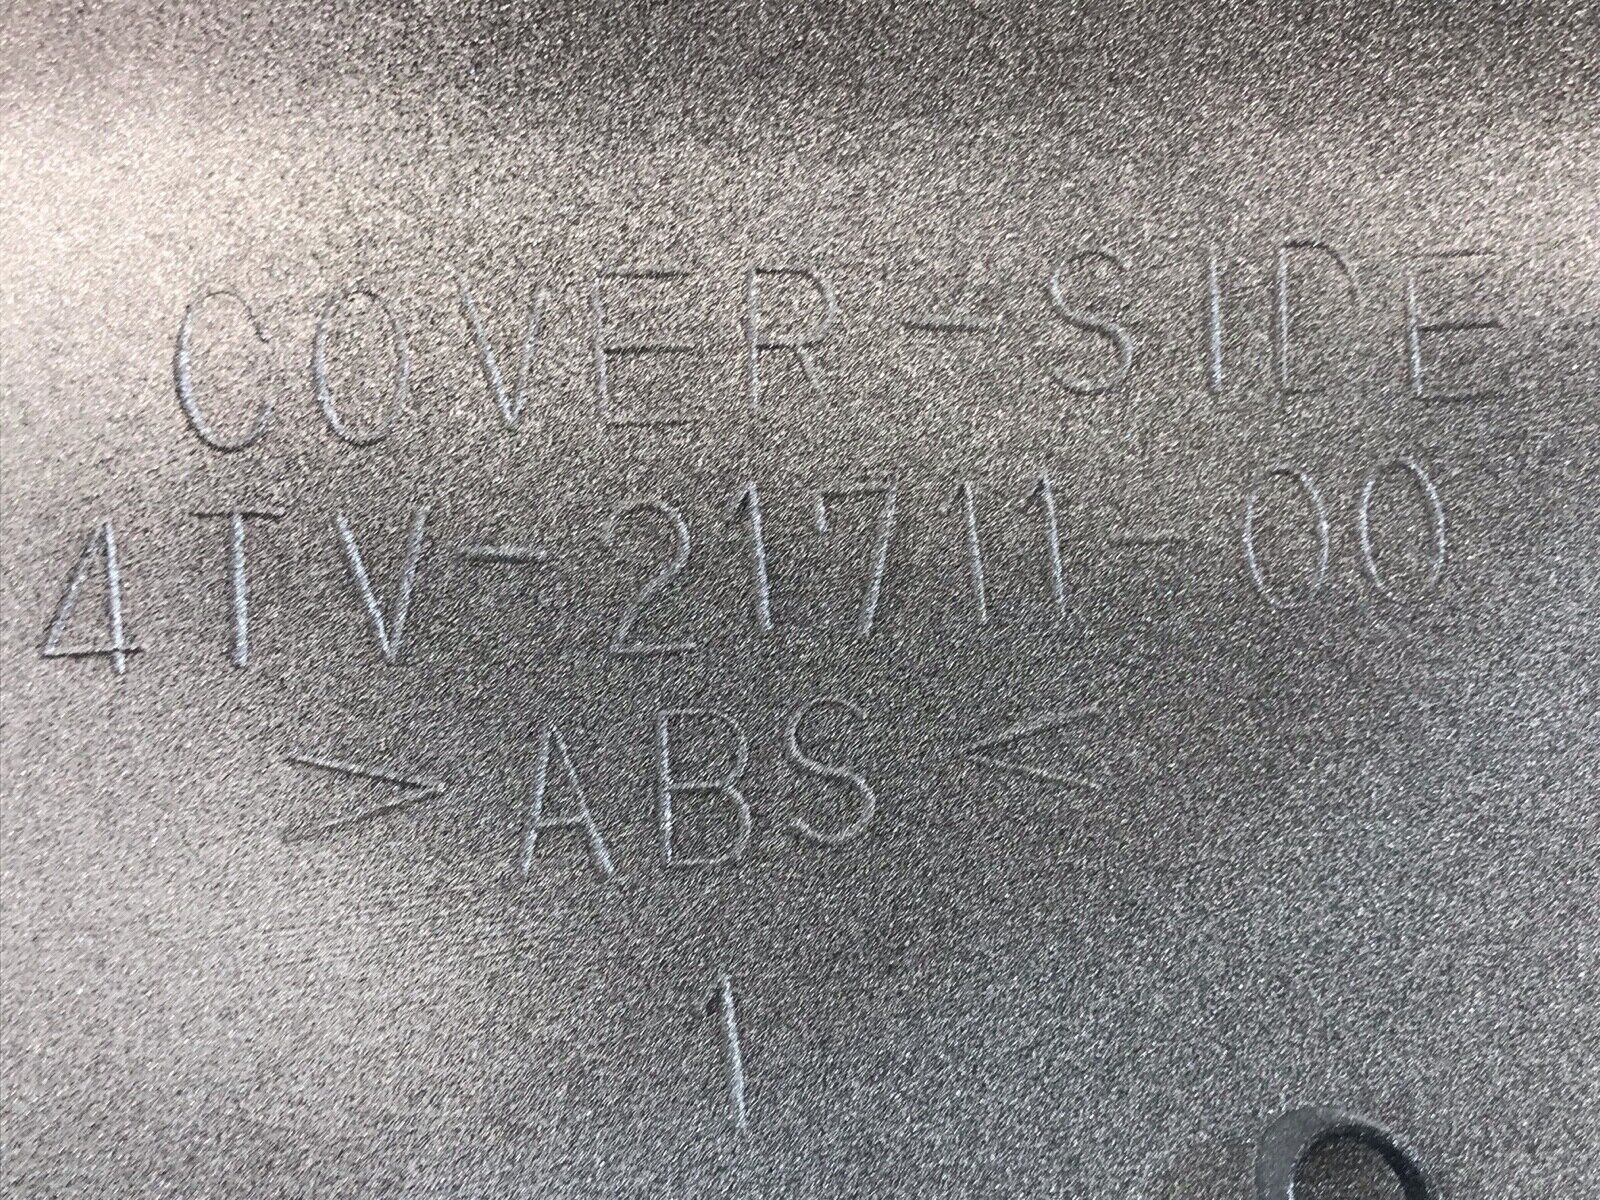 COVER-SIDE
4TV-21711-00
>ABS<
1